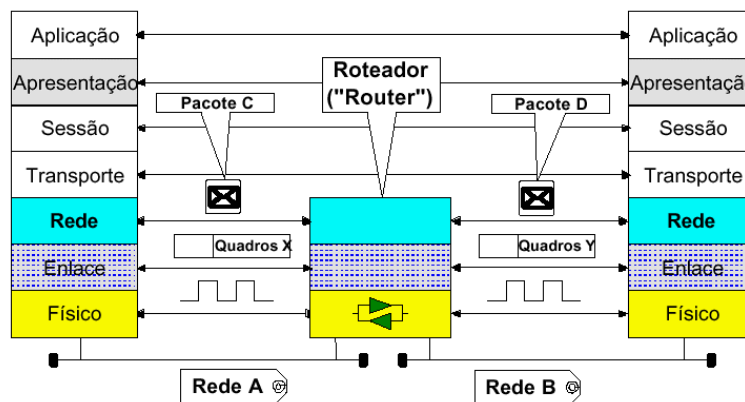 Aplicação
Aplicação
Apresentação
Roteador
("Router")
Apresentação
Pacote C
Pacote D
Sessão
Sessão
Transporte
Transporte
Rede
Rede
Quadros X
Quadros Y
Enlace
Enlace
Físico
Físico
Rede A
Rede B